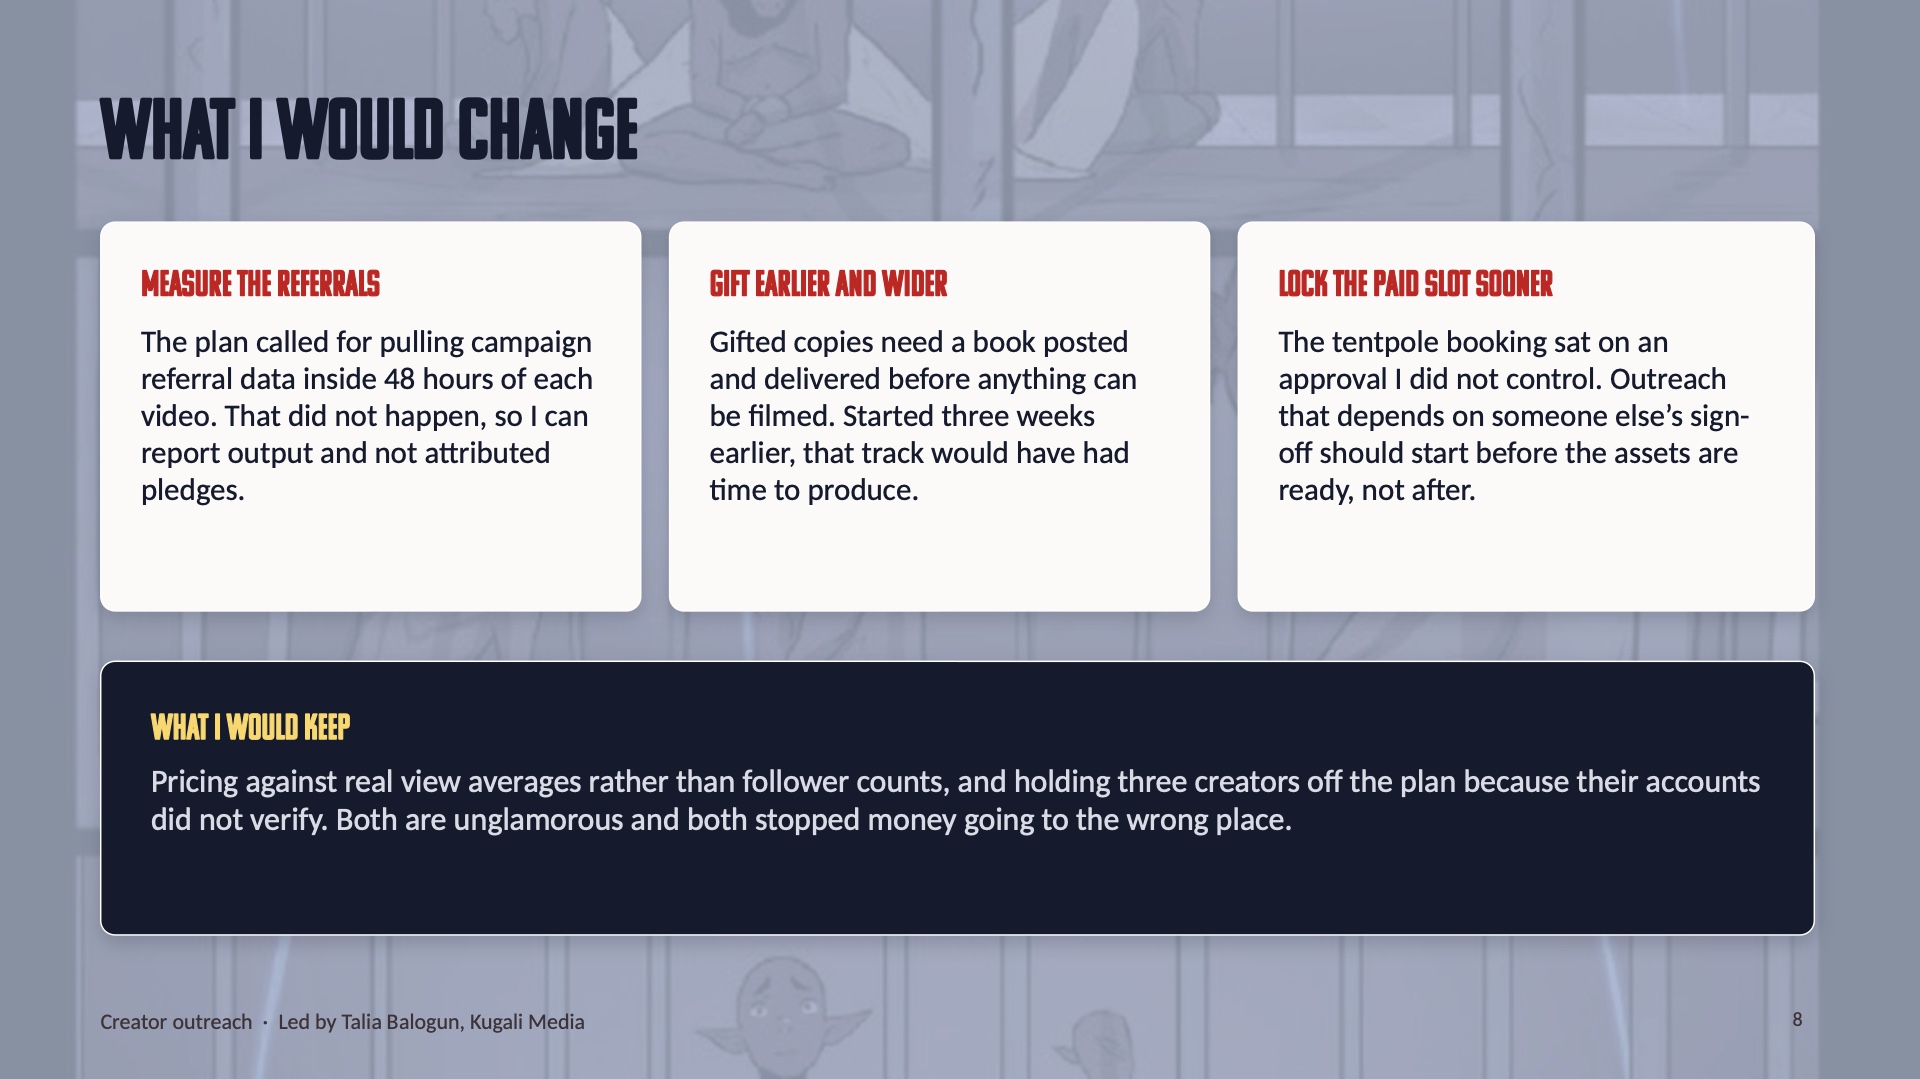 WHAT I WOULD CHANGE
MEASURE THE REFERRALS
The plan called for pulling campaign
referral data inside 48 hours of each
video. That did not happen, so I can
report output and not attributed
pledges.
GIFT EARLIER AND WIDER
Gifted copies need a book posted
and delivered before anything can
be filmed. Started three weeks
earlier, that track would have had
time to produce.
LOCK THE PAID SLOT SOONER
The tentpole booking sat on an
approval I did not control. Outreach
that depends on someone else’s sign-
off should start before the assets are
ready, not after.
WHAT I WOULD KEEP
Pricing against real view averages rather than follower counts, and holding three creators off the plan because their accounts
did not verify. Both are unglamorous and both stopped money going to the wrong place.
Creator outreach · Led by Talia Balogun, Kugali Media
8